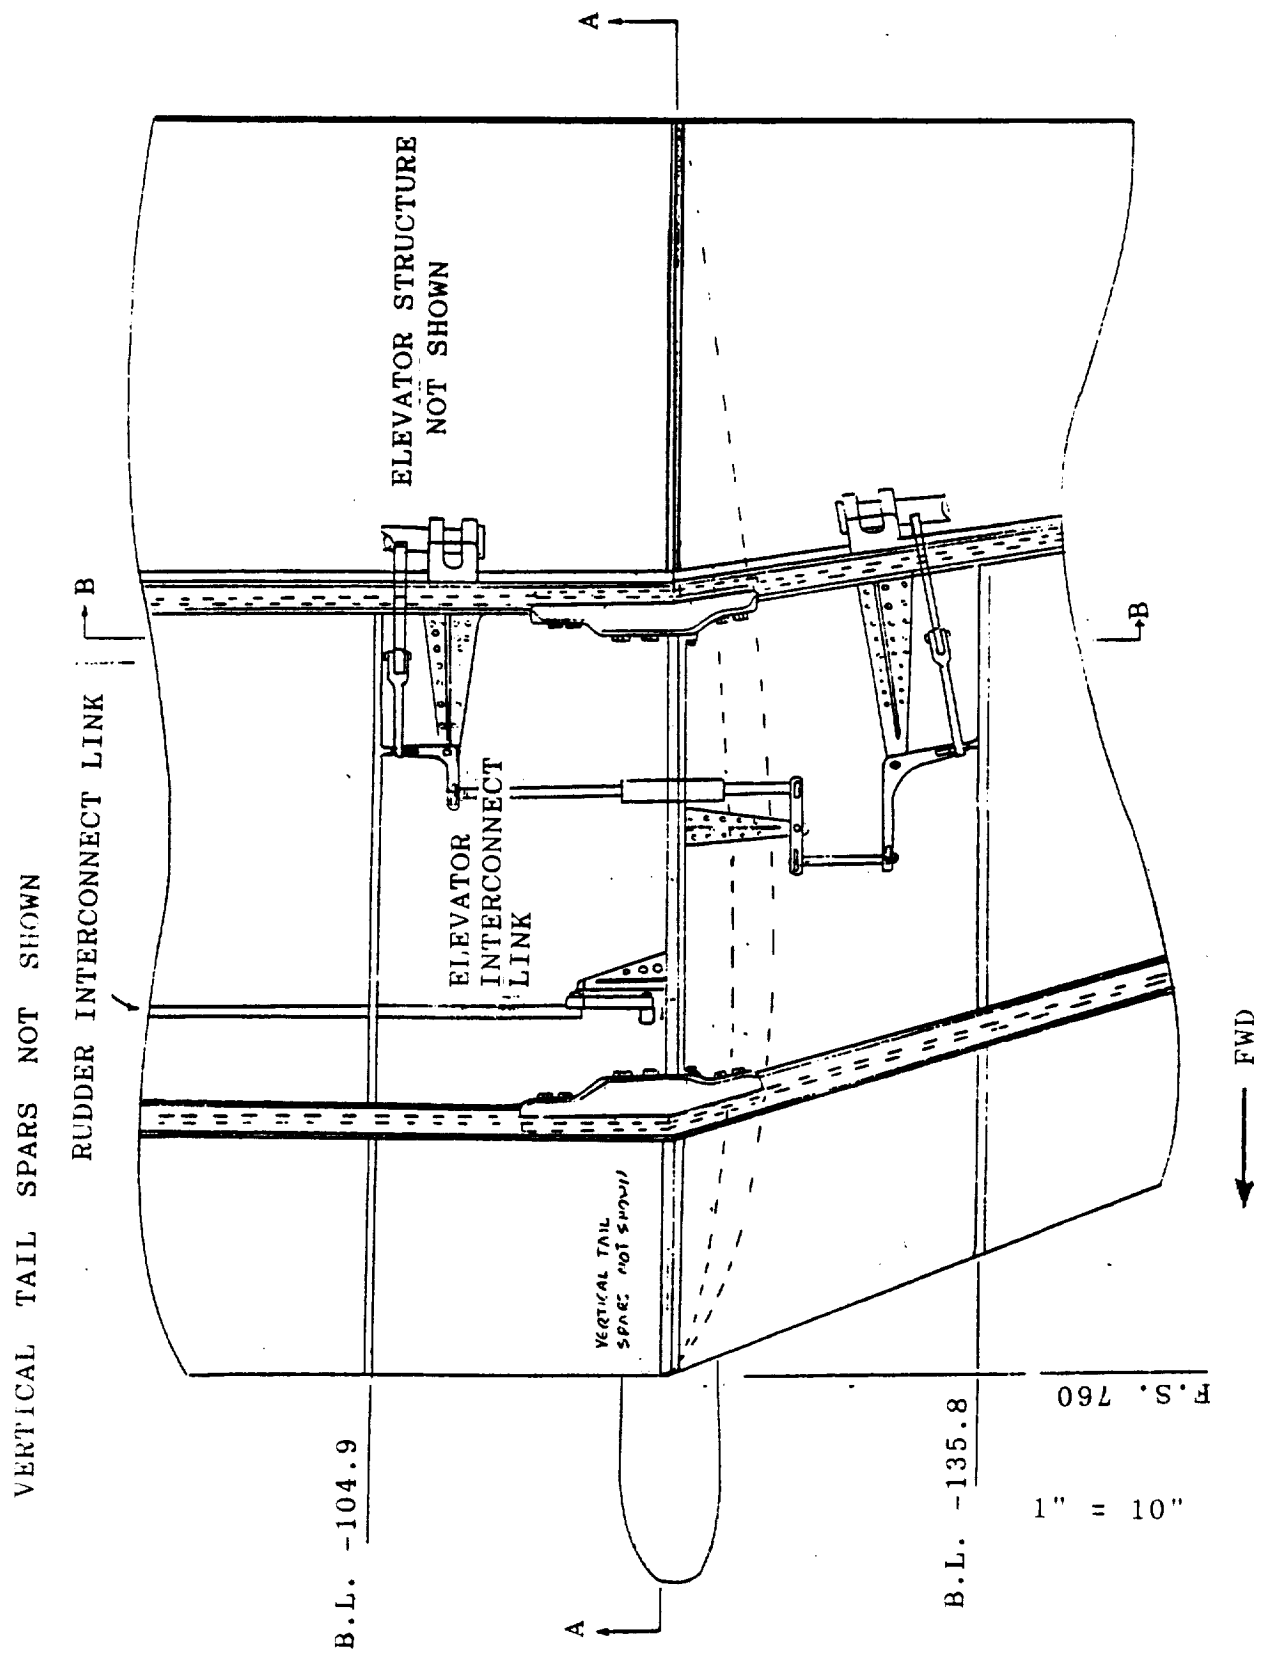 VERTICAL TAIL SPARS NOT SHOWN
RUDDER INTERCONNECT LINK
B
A
ELEVATOR STRUCTURE
NOT SHOWN
ELEVATOR
INTERCONNECT
LINK
VERTICAL TAIL
SPARS NOT SHOWN
B
B.L. -104.9
A
B.L. -135.8
F.S. 760
1" = 10"
FWD